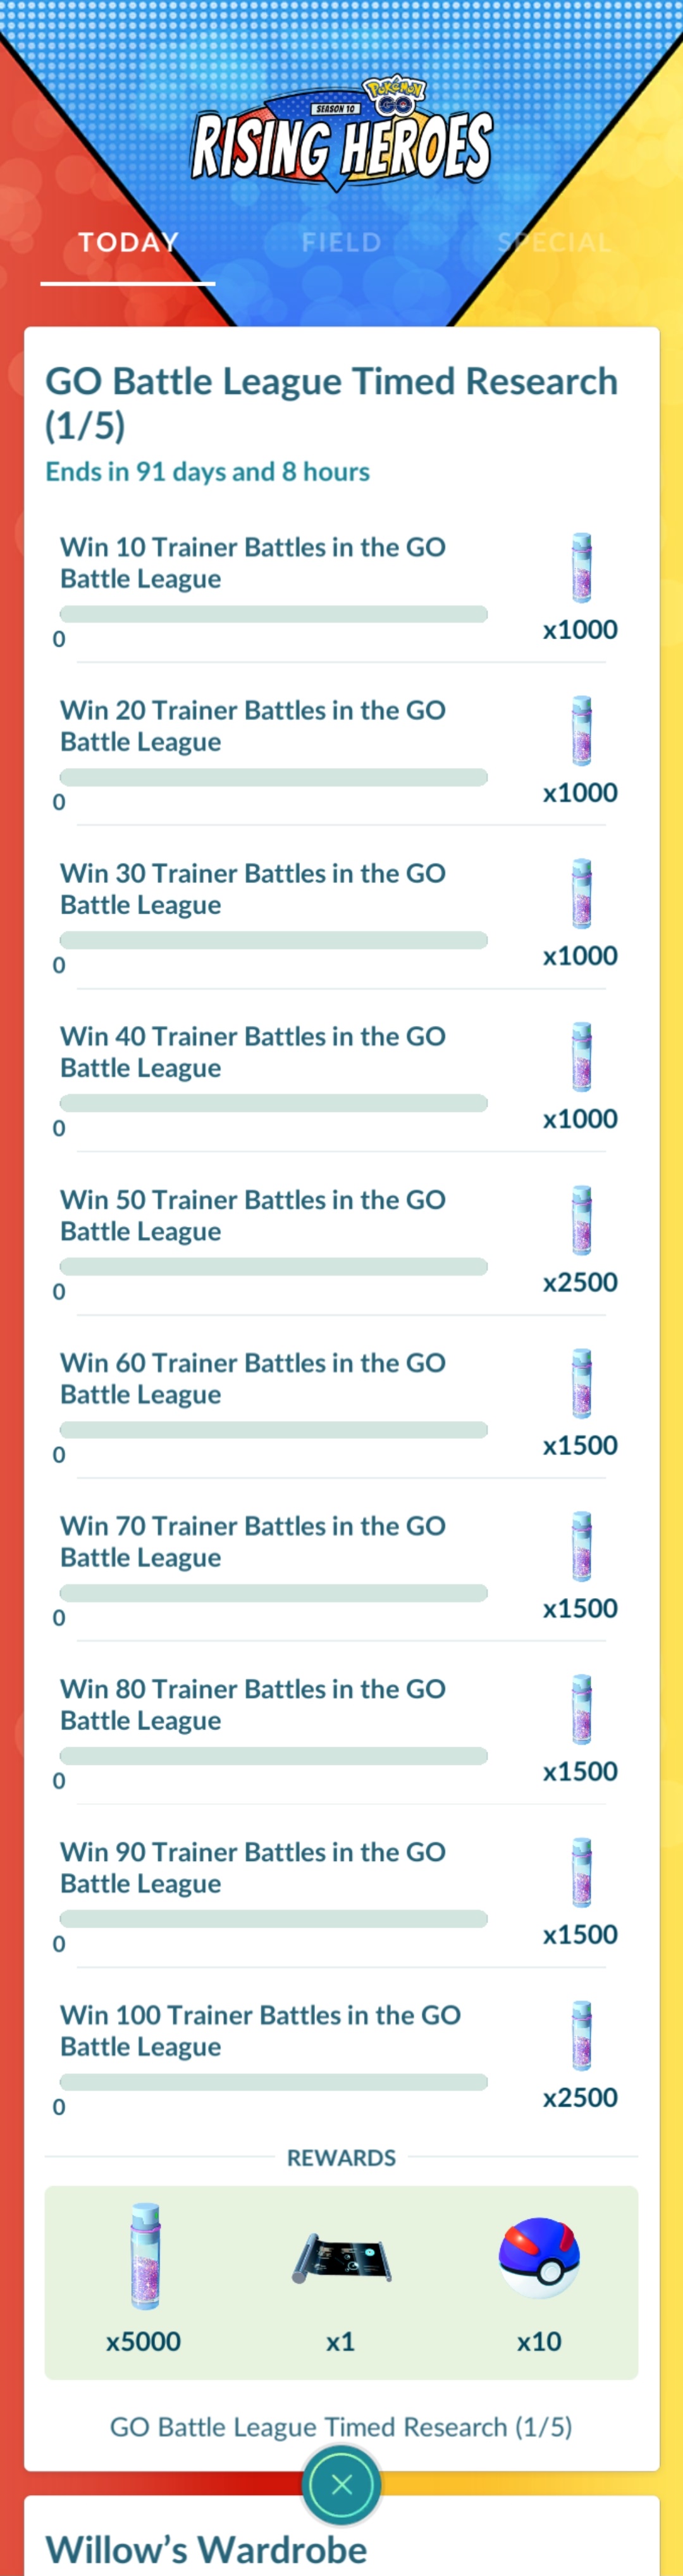 POKÉMON
GO
SEASON 10
RISING HEROES
TODAY
FIELD
SPECIAL
GO Battle League Timed Research
(1/5)
Ends in 91 days and 8 hours
Win 10 Trainer Battles in the GO
Battle League
x1000
0
Win 20 Trainer Battles in the GO
Battle League
x1000
0
Win 30 Trainer Battles in the GO
Battle League
x1000
0
Win 40 Trainer Battles in the GO
Battle League
x1000
0
Win 50 Trainer Battles in the GO
Battle League
x2500
0
Win 60 Trainer Battles in the GO
Battle League
x1500
0
Win 70 Trainer Battles in the GO
Battle League
x1500
0
Win 80 Trainer Battles in the GO
Battle League
x1500
0
Win 90 Trainer Battles in the GO
Battle League
x1500
0
Win 100 Trainer Battles in the GO
Battle League
x2500
0
REWARDS
x5000
x1
x10
GO Battle League Timed Research (1/5)
Willow's Wardrobe